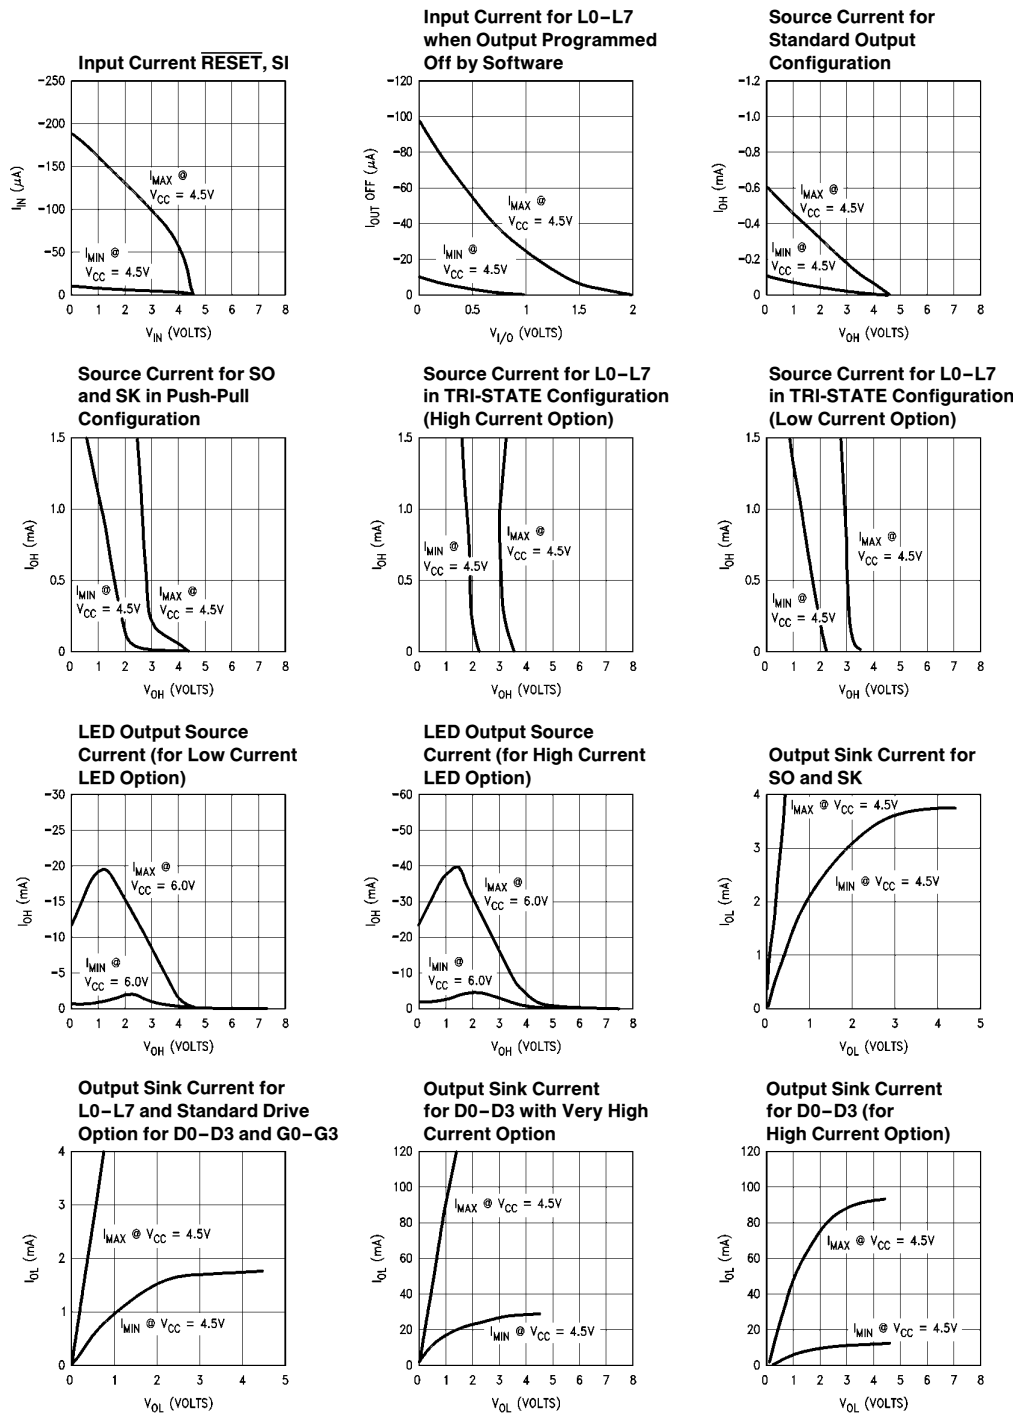 Input Current RESET, SI
-250
-200
-150
-100
-50
0
I_IN (μA)
I_MAX @
V_CC = 4.5V
I_MIN @
V_CC = 4.5V
0 1 2 3 4 5 6 7 8
V_IN (VOLTS)
Input Current for L0–L7
when Output Programmed
Off by Software
-120
-100
-80
-60
-40
-20
0
I_OUT OFF (μA)
I_MAX @
V_CC = 4.5V
I_MIN @
V_CC = 4.5V
0 0.5 1 1.5 2
V_I/O (VOLTS)
Source Current for
Standard Output
Configuration
-1.2
-1.0
-0.8
-0.6
-0.4
-0.2
0
I_OH (mA)
I_MAX @
V_CC = 4.5V
I_MIN @
V_CC = 4.5V
0 1 2 3 4 5 6 7 8
V_OH (VOLTS)
Source Current for SO
and SK in Push-Pull
Configuration
1.5
1.0
0.5
0
I_OH (mA)
I_MIN @
V_CC = 4.5V
I_MAX @
V_CC = 4.5V
0 1 2 3 4 5 6 7 8
V_OH (VOLTS)
Source Current for L0–L7
in TRI-STATE Configuration
(High Current Option)
1.5
1.0
0.5
0
I_OH (mA)
I_MIN @
V_CC = 4.5V
I_MAX @
V_CC = 4.5V
0 1 2 3 4 5 6 7 8
V_OH (VOLTS)
Source Current for L0–L7
in TRI-STATE Configuration
(Low Current Option)
1.5
1.0
0.5
0
I_OH (mA)
I_MAX @
V_CC = 4.5V
I_MIN @
V_CC = 4.5V
0 1 2 3 4 5 6 7 8
V_OH (VOLTS)
LED Output Source
Current (for Low Current
LED Option)
-30
-25
-20
-15
-10
-5
0
I_OH (mA)
I_MAX @
V_CC = 6.0V
I_MIN @
V_CC = 6.0V
0 1 2 3 4 5 6 7 8
V_OH (VOLTS)
LED Output Source
Current (for High Current
LED Option)
-60
-50
-40
-30
-20
-10
0
I_OH (mA)
I_MAX @
V_CC = 6.0V
I_MIN @
V_CC = 6.0V
0 1 2 3 4 5 6 7 8
V_OH (VOLTS)
Output Sink Current for
SO and SK
4
3
2
1
0
I_OL (mA)
I_MAX @ V_CC = 4.5V
I_MIN @ V_CC = 4.5V
0 1 2 3 4 5
V_OL (VOLTS)
Output Sink Current for
L0–L7 and Standard Drive
Option for D0–D3 and G0–G3
4
3
2
1
0
I_OL (mA)
I_MAX @ V_CC = 4.5V
I_MIN @ V_CC = 4.5V
0 1 2 3 4 5
V_OL (VOLTS)
Output Sink Current
for D0–D3 with Very High
Current Option
120
100
80
60
40
20
0
I_OL (mA)
I_MAX @ V_CC = 4.5V
I_MIN @ V_CC = 4.5V
0 1 2 3 4 5 6 7 8
V_OL (VOLTS)
Output Sink Current
for D0–D3 (for
High Current Option)
120
100
80
60
40
20
0
I_OL (mA)
I_MAX @ V_CC = 4.5V
I_MIN @ V_CC = 4.5V
0 1 2 3 4 5 6 7 8
V_OL (VOLTS)